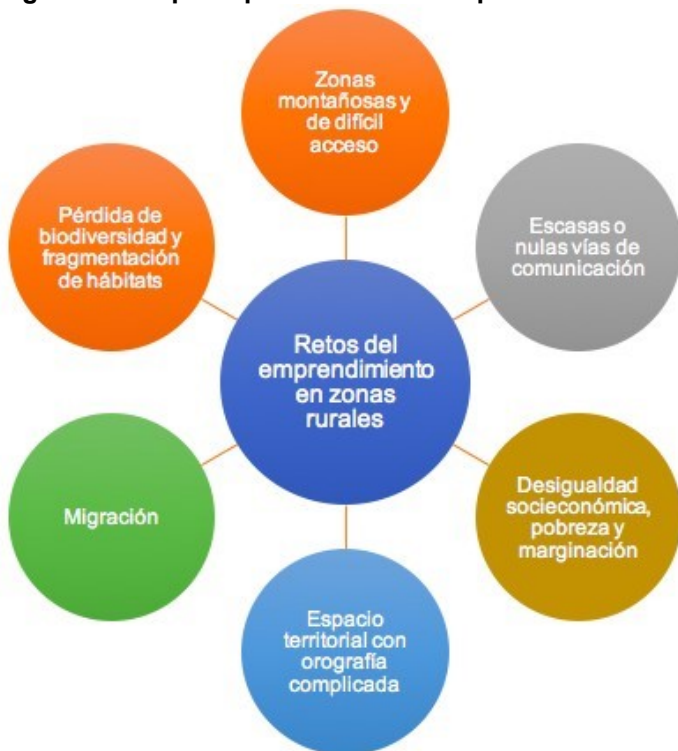 Zonas
montañosas y
de difícil
acceso
Escasas o
nulas vías de
comunicación
Desigualdad
socieconómica,
pobreza y
marginación
Espacio
territorial con
orografía
complicada
Migración
Pérdida de
biodiversidad y
fragmentación
de hábitats
Retos del
emprendimiento
en zonas
rurales